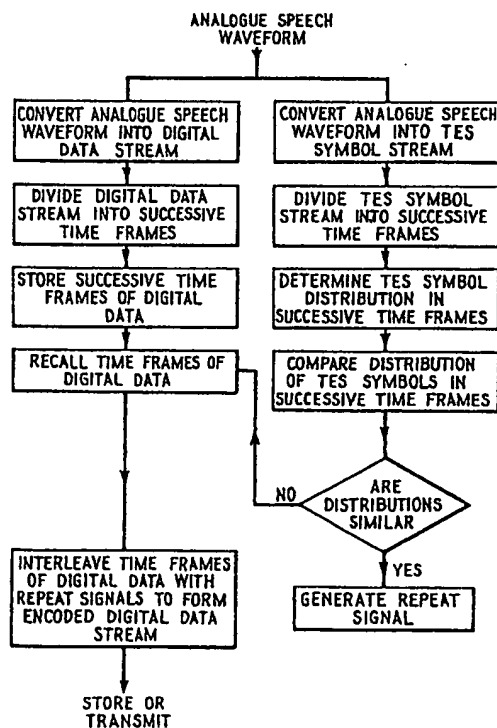 ANALOGUE SPEECH
WAVEFORM
CONVERT ANALOGUE SPEECH
WAVEFORM INTO DIGITAL
DATA STREAM
DIVIDE DIGITAL DATA
STREAM INTO SUCCESSIVE
TIME FRAMES
STORE SUCCESSIVE TIME
FRAMES OF DIGITAL
DATA
RECALL TIME FRAMES OF
DIGITAL DATA
INTERLEAVE TIME FRAMES
OF DIGITAL DATA WITH
REPEAT SIGNALS TO FORM
ENCODED DIGITAL DATA
STREAM
STORE OR
TRANSMIT
CONVERT ANALOGUE SPEECH
WAVEFORM INTO TES
SYMBOL STREAM
DIVIDE TES SYMBOL
STREAM INTO SUCCESSIVE
TIME FRAMES
DETERMINE TES SYMBOL
DISTRIBUTION IN
SUCCESSIVE TIME FRAMES
COMPARE DISTRIBUTION
OF TES SYMBOLS IN
SUCCESSIVE TIME FRAMES
ARE
DISTRIBUTIONS
SIMILAR
NO
YES
GENERATE REPEAT
SIGNAL